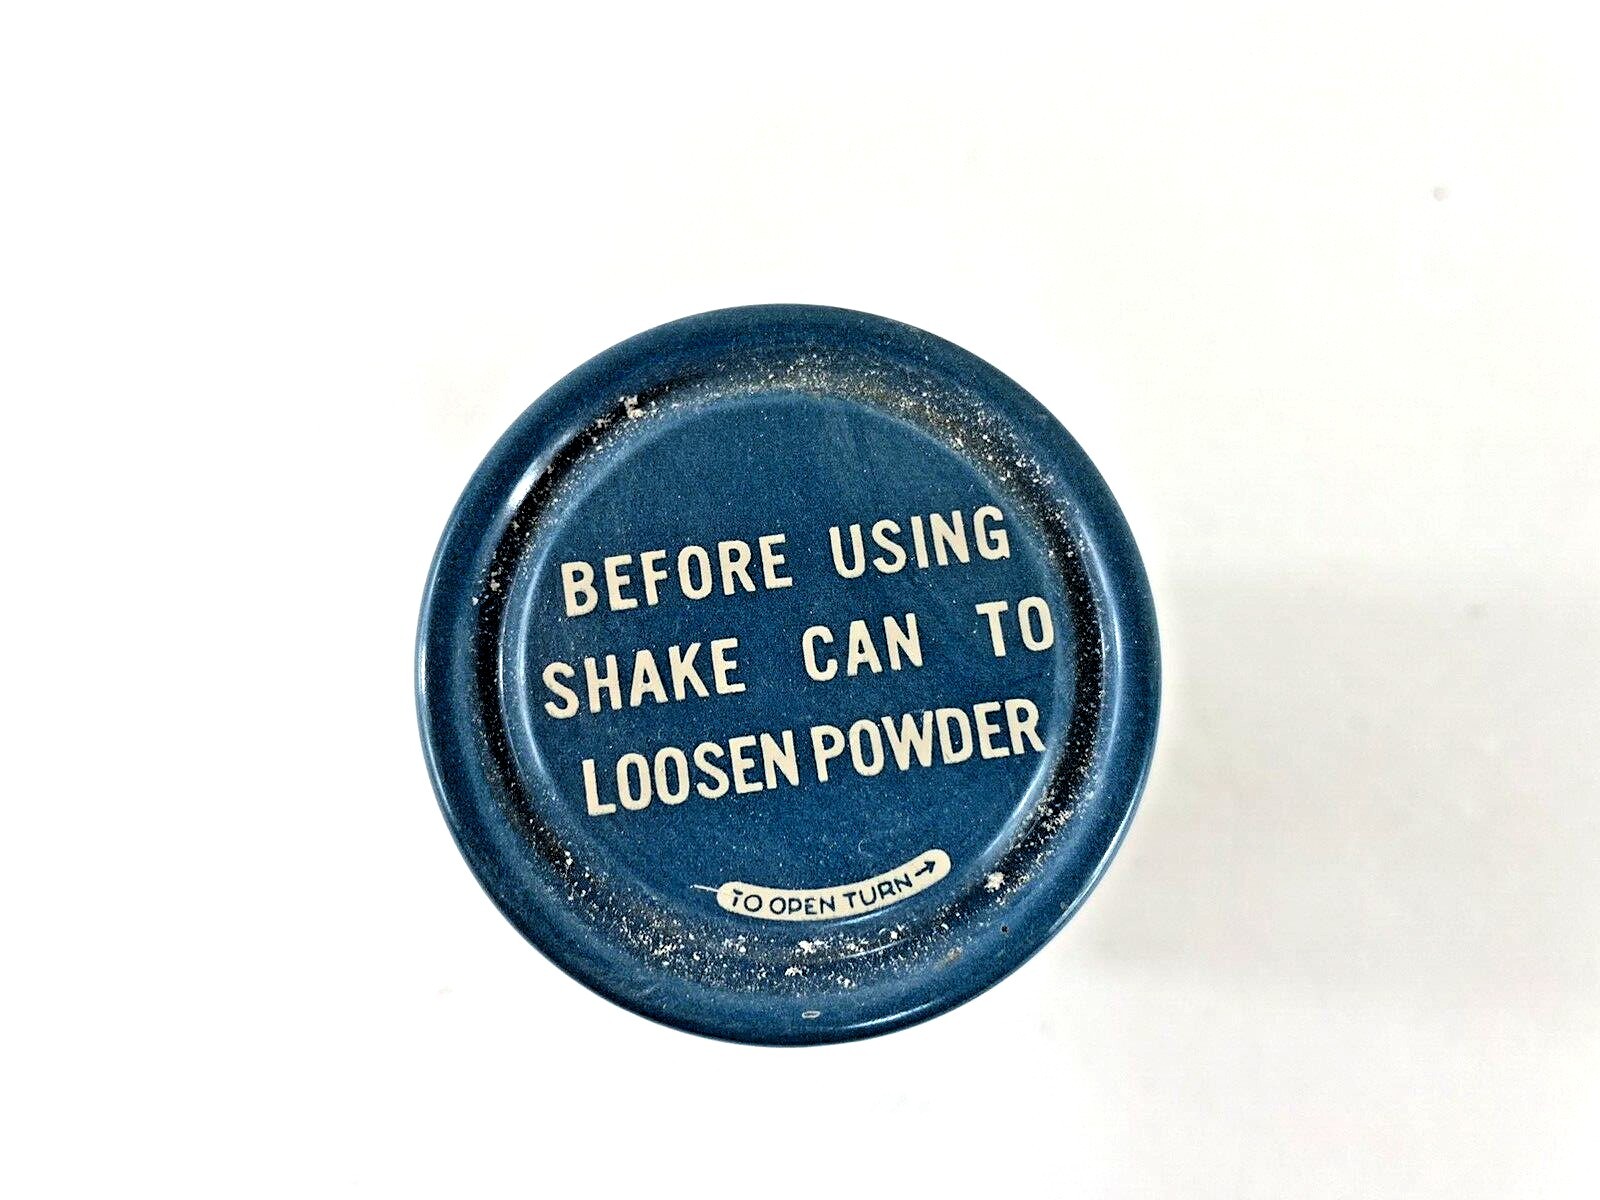 BEFORE USING
SHAKE CAN TO
LOOSEN POWDER
TO OPEN TURN→